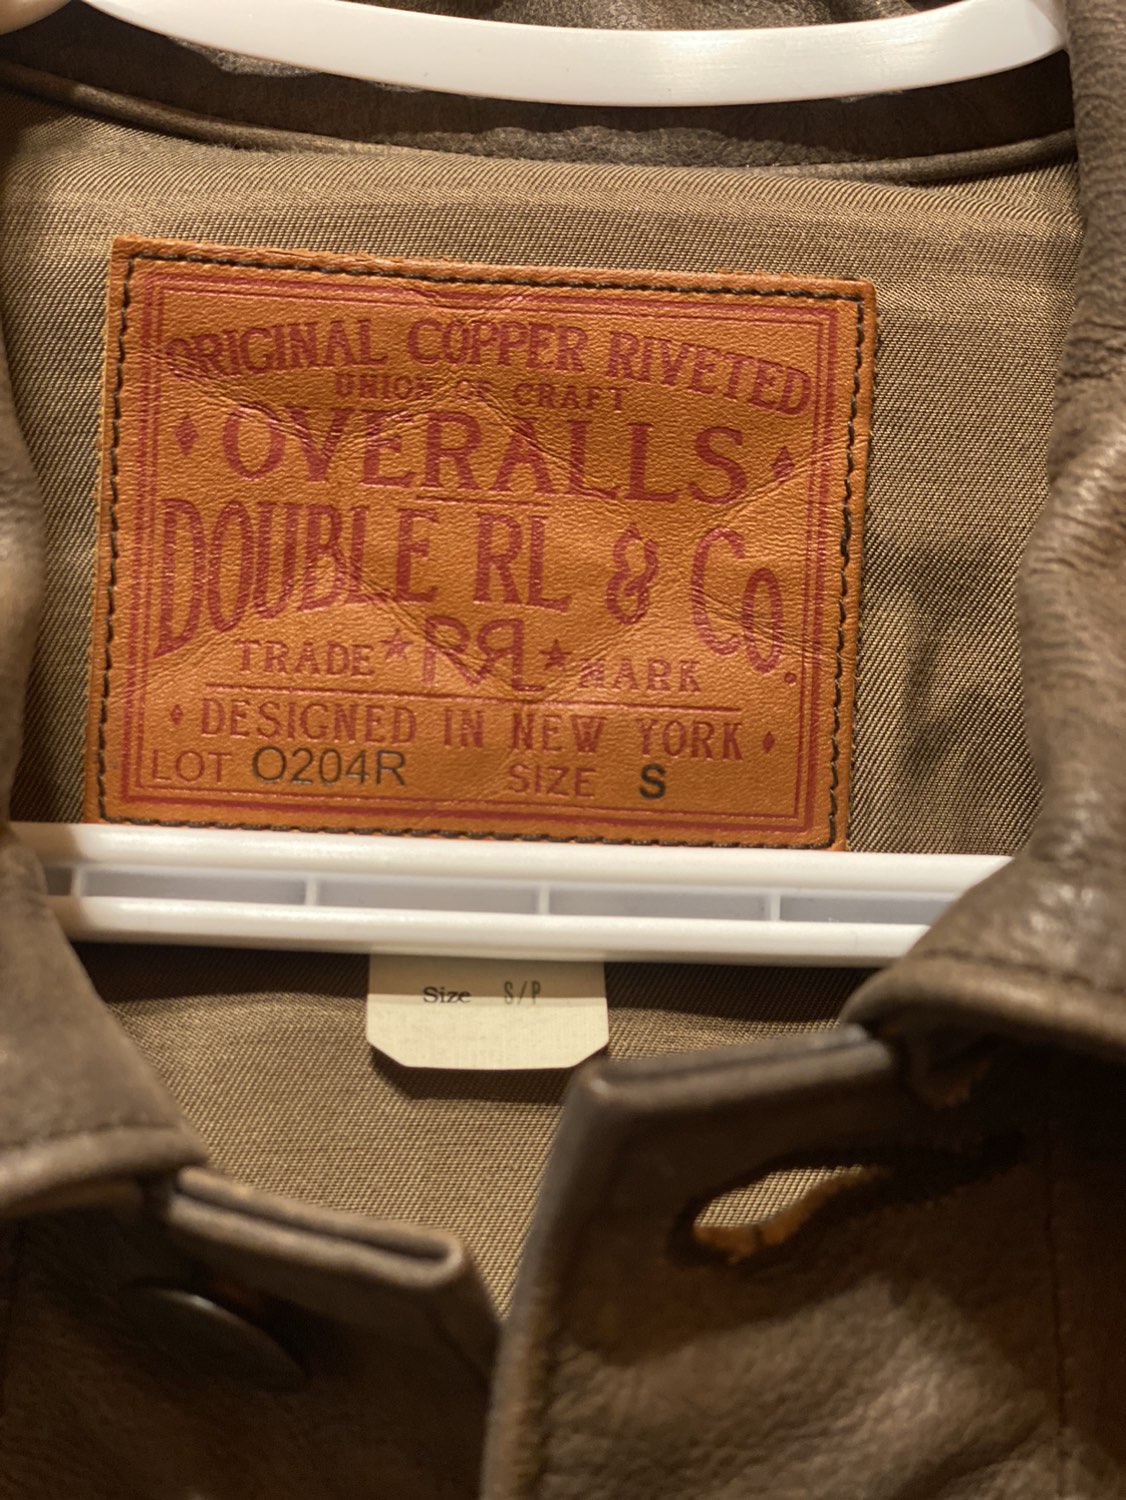 ORIGINAL COPPER RIVETED
UNION OF CRAFT
OVERALLS
DOUBLE RL & Co.
TRADE RRL MARK
DESIGNED IN NEW YORK
LOT O204R SIZE S
Size S/P